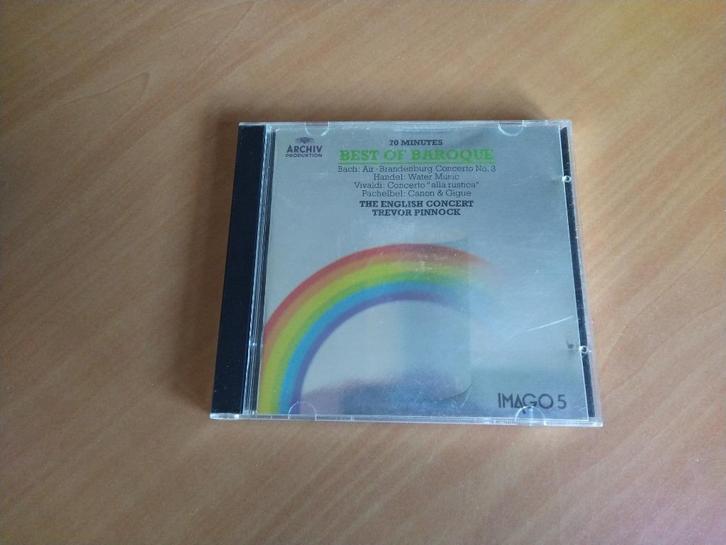 ARCHIV
PRODUKTION
70 MINUTES
BEST OF BAROQUE
Bach: Air · Brandenburg Concerto No. 3
Handel: Water Music
Vivaldi: Concerto "alla rustica"
Pachelbel: Canon & Gigue
THE ENGLISH CONCERT
TREVOR PINNOCK
IMAGO 5